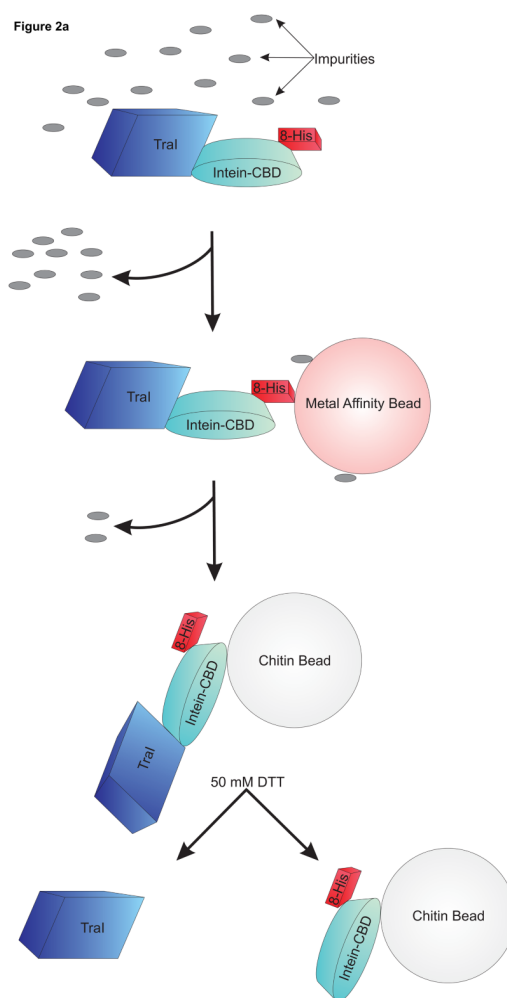 Figure 2a
Impurities
8-His
TraI
Intein-CBD
8-His
TraI
Metal Affinity Bead
Intein-CBD
8-His
Chitin Bead
Intein-CBD
TraI
50 mM DTT
8-His
Chitin Bead
TraI
Intein-CBD